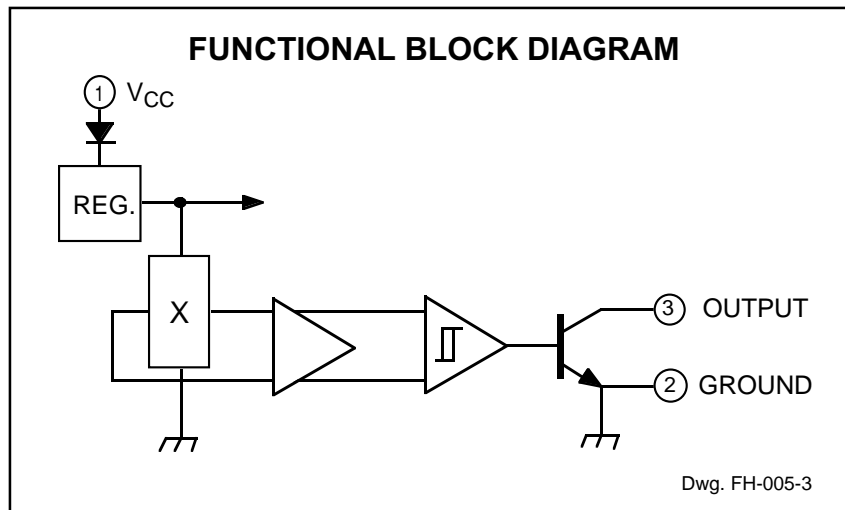 FUNCTIONAL BLOCK DIAGRAM
1 VCC
REG.
X
3 OUTPUT
2 GROUND
Dwg. FH-005-3